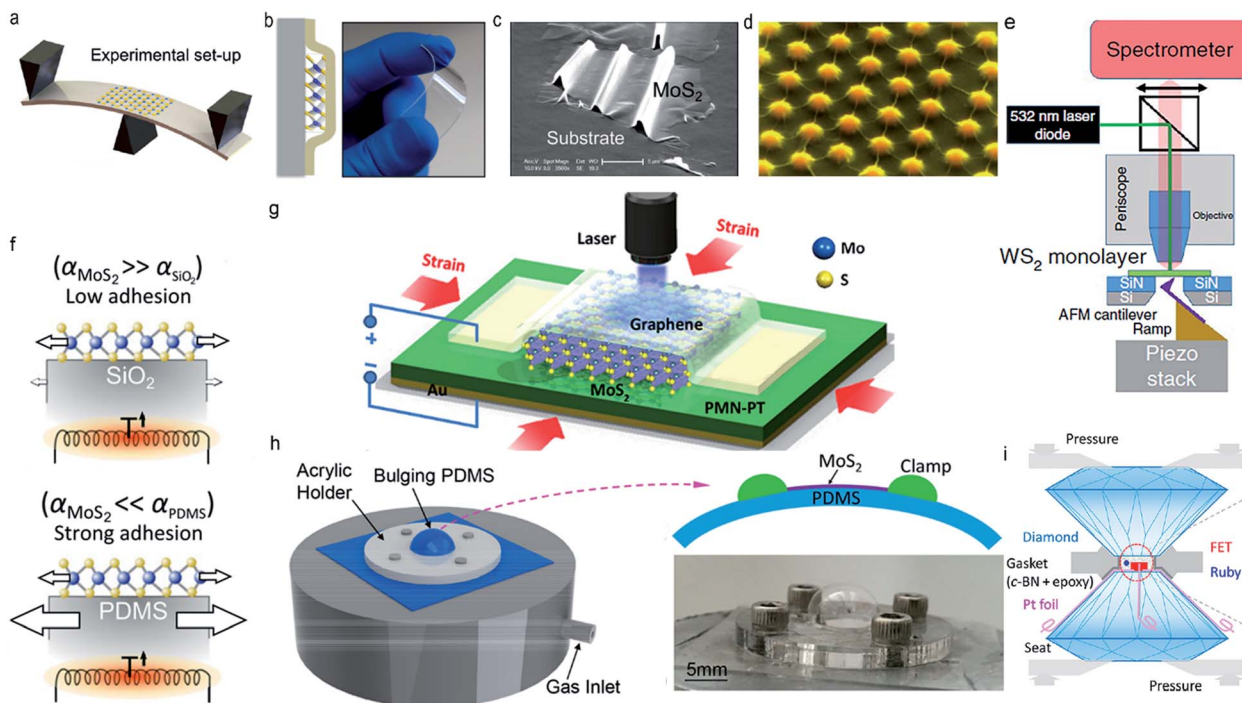 a
Experimental set-up
b
c
MoS2
Substrate
d
e
Spectrometer
532 nm laser
diode
Periscope
Objective
WS2 monolayer
SiN
SiN
Si
Si
AFM cantilever
Ramp
Piezo
stack
f
(αMoS2 >> αSiO2)
Low adhesion
SiO2
T
(αMoS2 << αPDMS)
Strong adhesion
PDMS
T
g
Laser
Strain
Strain
Mo
S
Graphene
+
−
Au
MoS2
PMN-PT
h
Acrylic
Holder
Bulging PDMS
Gas Inlet
MoS2
Clamp
PDMS
5mm
i
Pressure
Diamond
FET
Gasket
(c-BN + epoxy)
Ruby
Pt foil
Seat
Pressure